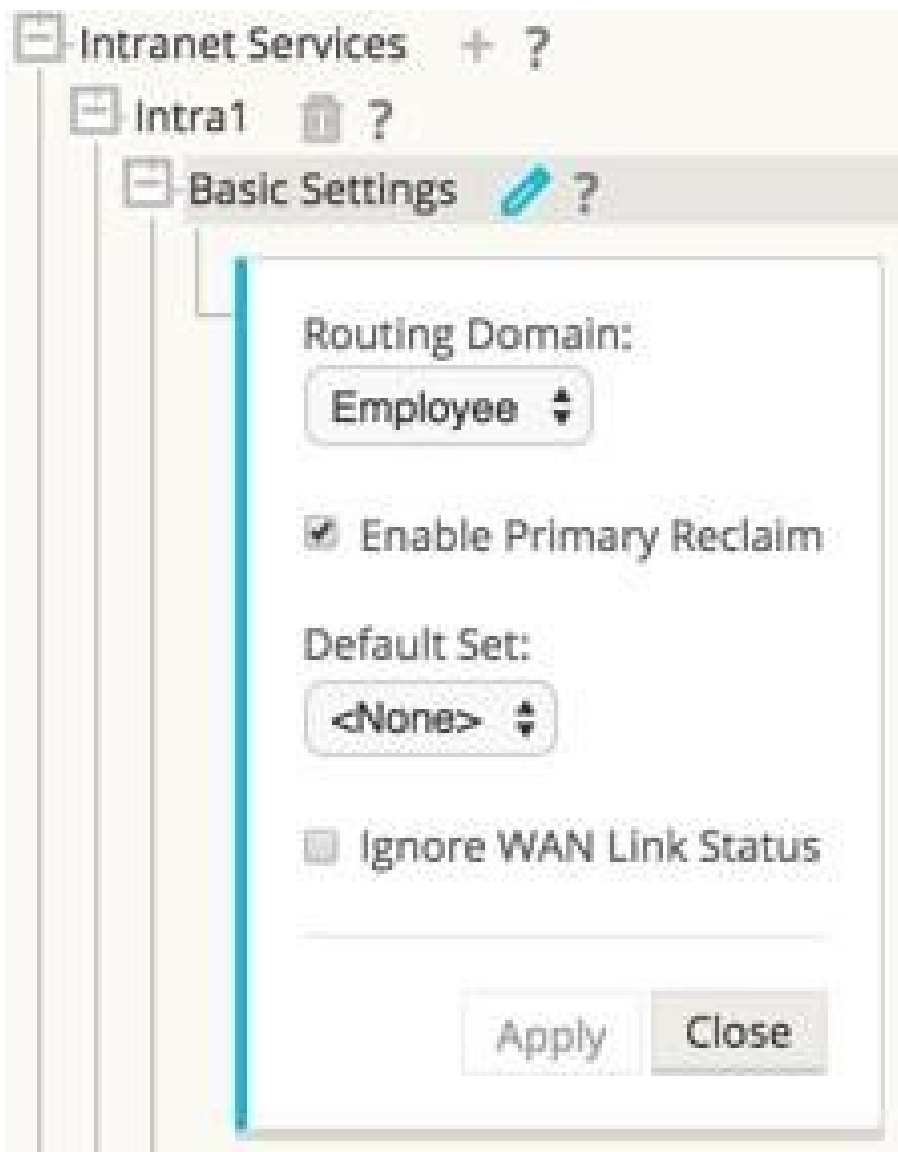 Intranet Services + ?
Intra1 ?
Basic Settings ?
Routing Domain:
Employee
Enable Primary Reclaim
Default Set:
<None>
Ignore WAN Link Status
Apply Close